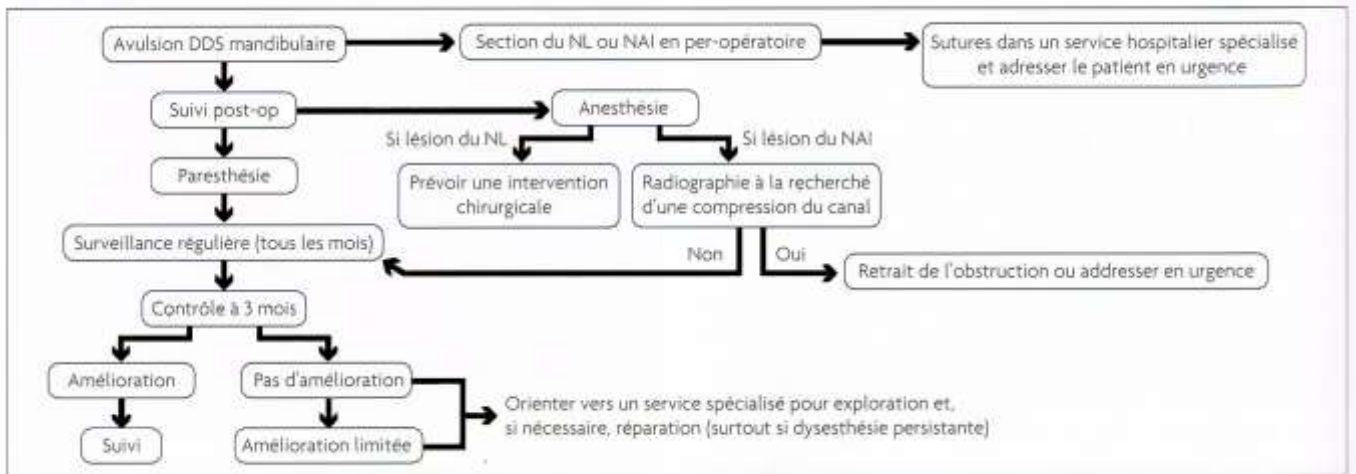 Avulsion DDS mandibulaire
Section du NL ou NAI en per-opératoire
Sutures dans un service hospitalier spécialisé
et adresser le patient en urgence
Suivi post-op
Anesthésie
Si lésion du NL
Si lésion du NAI
Paresthésie
Prévoir une intervention
chirurgicale
Radiographie à la recherché
d'une compression du canal
Surveillance régulière (tous les mois)
Non
Oui
Retrait de l'obstruction ou addresser en urgence
Contrôle à 3 mois
Amélioration
Pas d'amélioration
Orienter vers un service spécialisé pour exploration et,
si nécessaire, réparation (surtout si dysesthésie persistante)
Suivi
Amélioration limitée